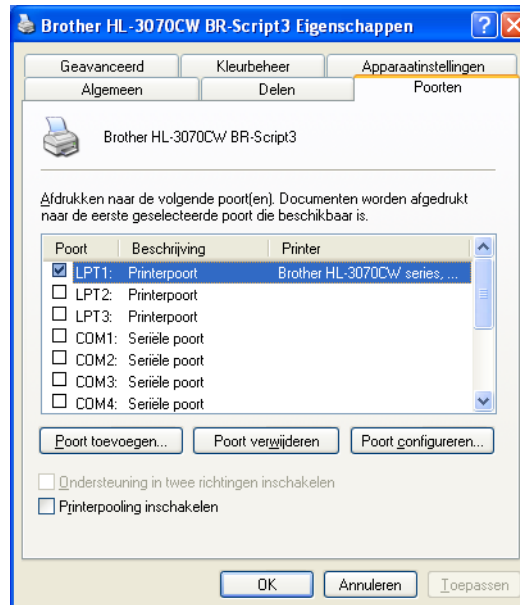 Brother HL-3070CW BR-Script3 Eigenschappen
Geavanceerd Kleurbeheer Apparaatinstellingen
Algemeen Delen Poorten
Brother HL-3070CW BR-Script3
Afdrukken naar de volgende poort(en). Documenten worden afgedrukt
naar de eerste geselecteerde poort die beschikbaar is.
Poort Beschrijving Printer
LPT1: Printerpoort Brother HL-3070CW series, ...
LPT2: Printerpoort
LPT3: Printerpoort
COM1: Seriële poort
COM2: Seriële poort
COM3: Seriële poort
COM4: Seriële poort
Poort toevoegen... Poort verwijderen Poort configureren...
Ondersteuning in twee richtingen inschakelen
Printerpooling inschakelen
OK Annuleren Toepassen